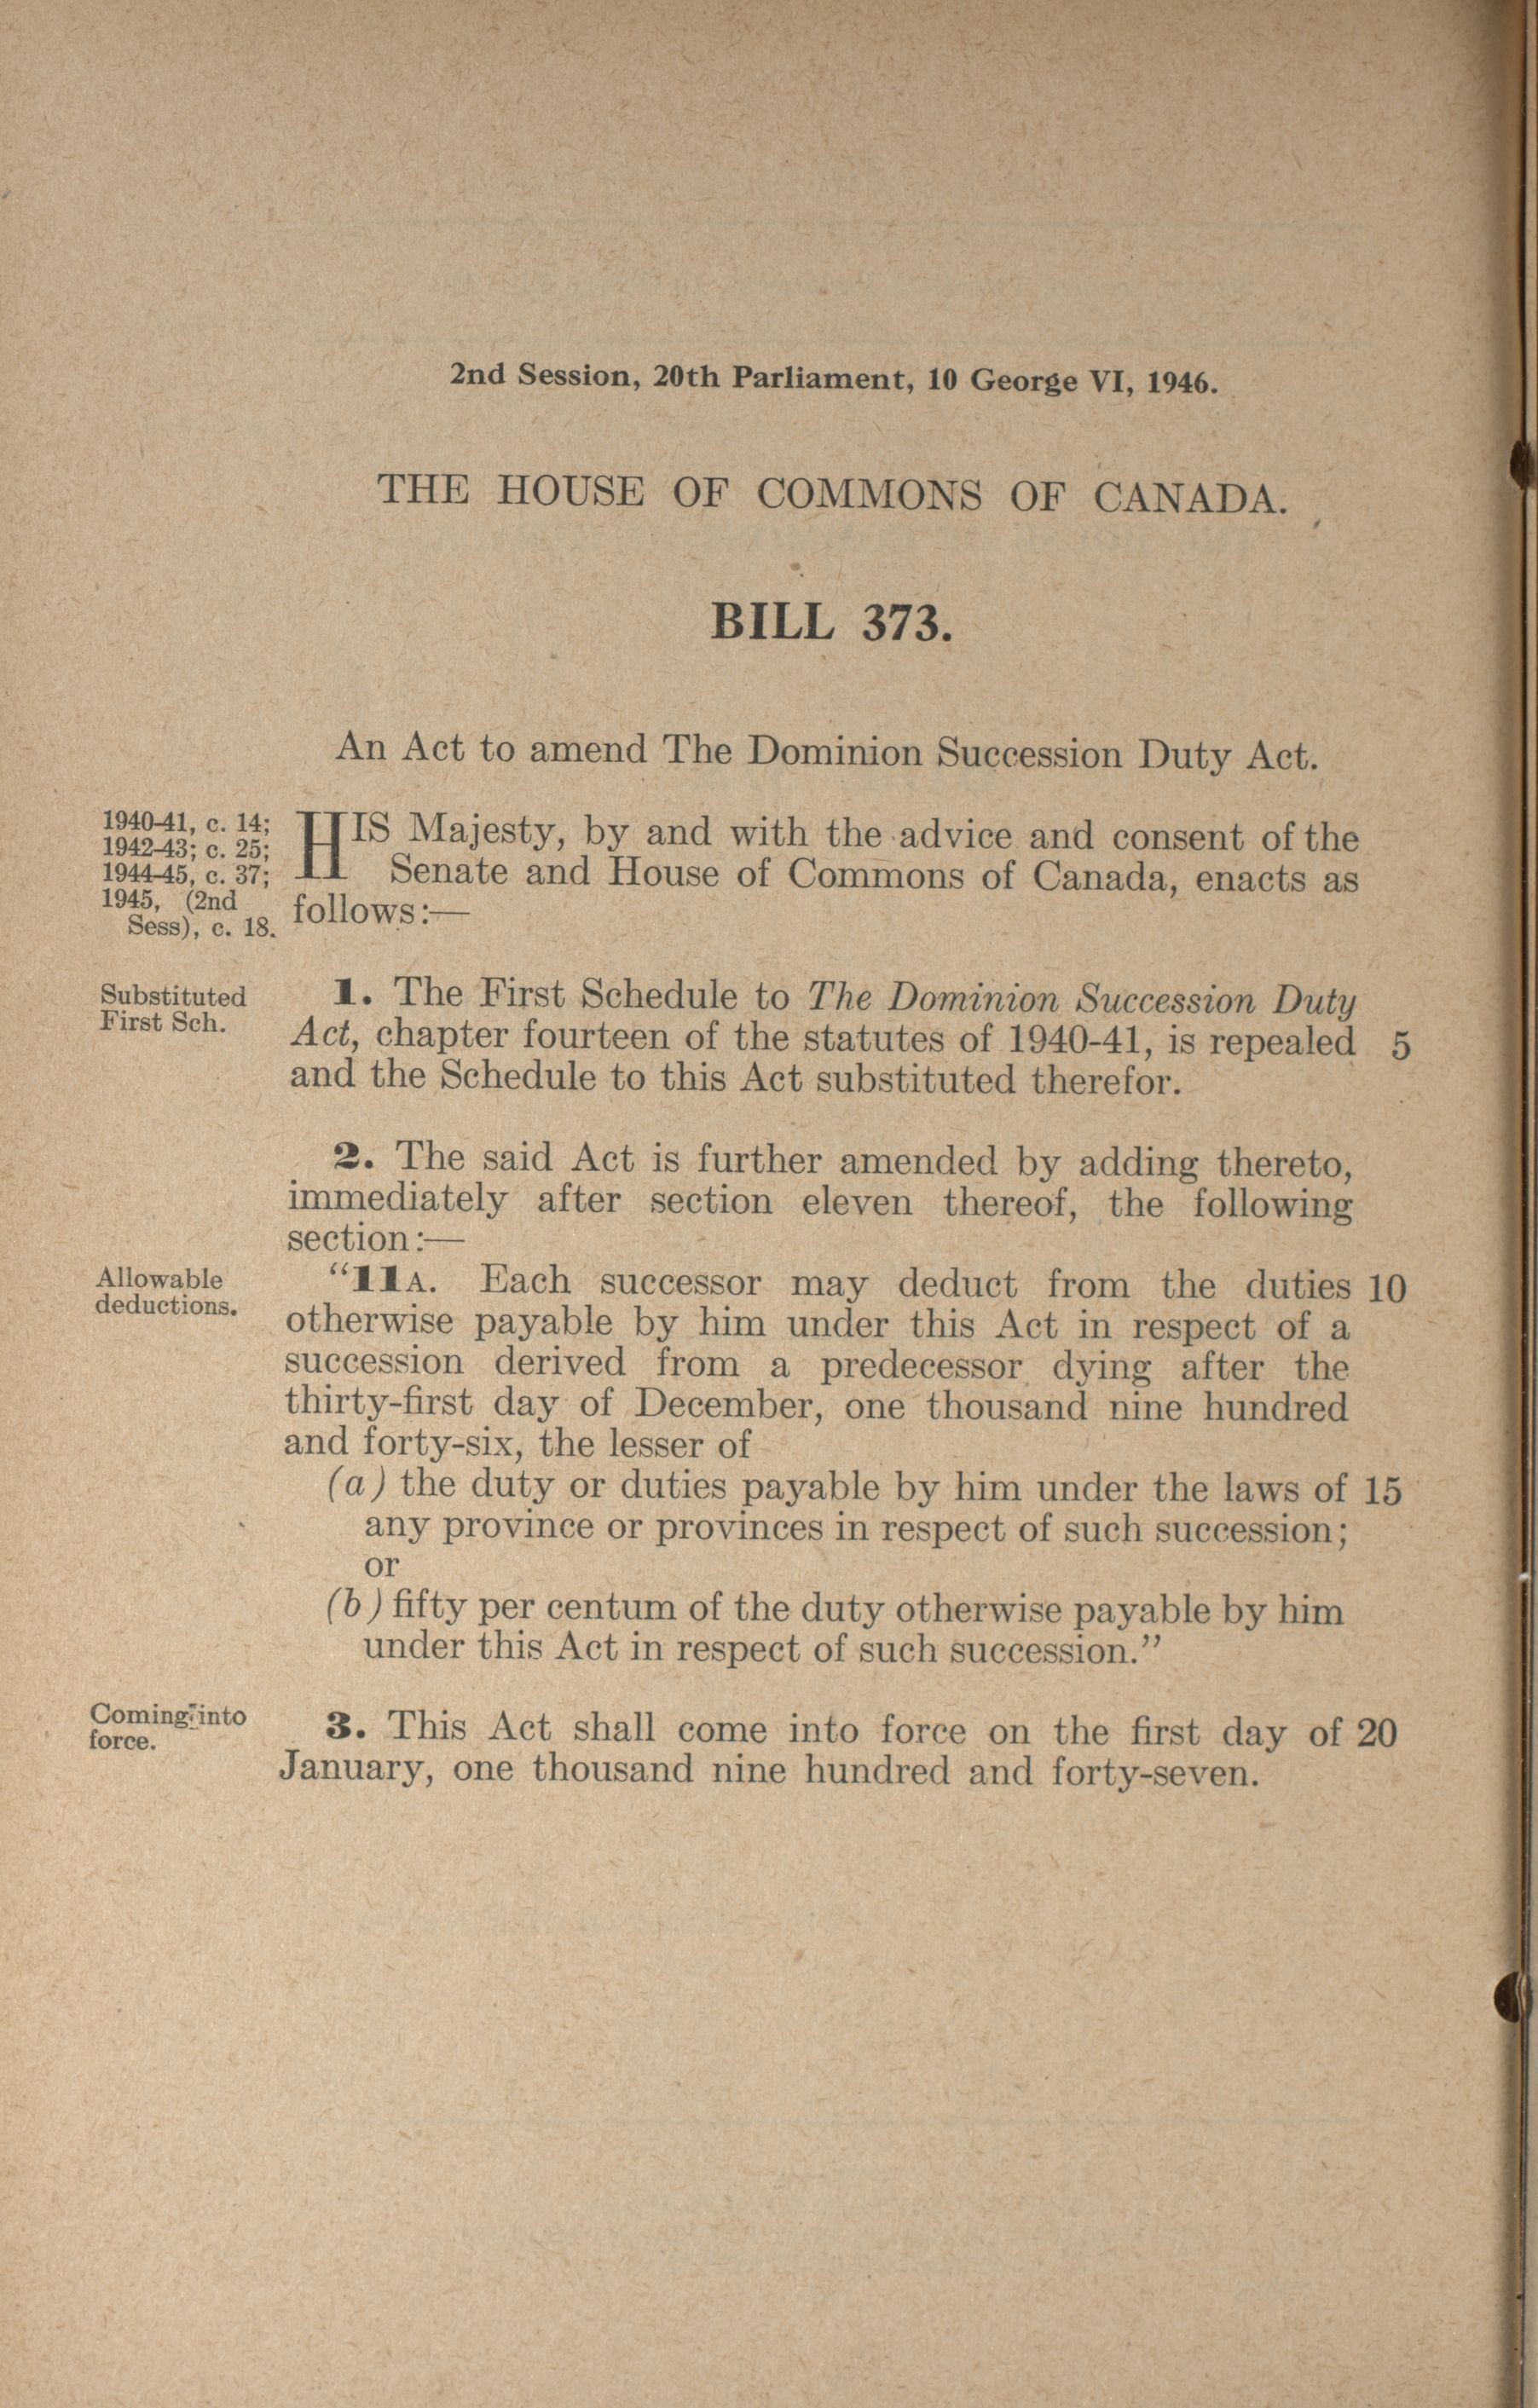 2nd Session, 20th Parliament, 10 George VI, 1946.
THE HOUSE OF COMMONS OF CANADA.
BILL 373.
An Act to amend The Dominion Succession Duty Act.
1940-41, c. 14;
1942-43; c. 25;
1944-45, c. 37;
1945, (2nd
Sess), c. 18.
HIS Majesty, by and with the advice and consent of the
Senate and House of Commons of Canada, enacts as
follows:—
Substituted
First Sch.
1. The First Schedule to The Dominion Succession Duty
Act, chapter fourteen of the statutes of 1940-41, is repealed 5
and the Schedule to this Act substituted therefor.
2. The said Act is further amended by adding thereto,
immediately after section eleven thereof, the following
section:—
Allowable
deductions.
“11A. Each successor may deduct from the duties 10
otherwise payable by him under this Act in respect of a
succession derived from a predecessor dying after the
thirty-first day of December, one thousand nine hundred
and forty-six, the lesser of
(a) the duty or duties payable by him under the laws of 15
any province or provinces in respect of such succession;
or
(b) fifty per centum of the duty otherwise payable by him
under this Act in respect of such succession.”
Coming into
force.
3. This Act shall come into force on the first day of 20
January, one thousand nine hundred and forty-seven.